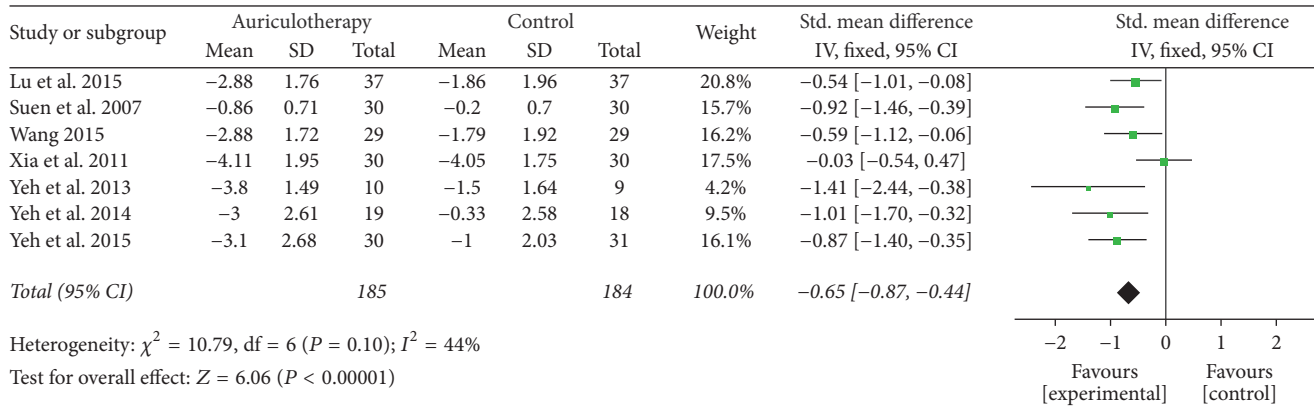 Study or subgroup Auriculotherapy Control Weight Std. mean difference Std. mean difference
Mean SD Total Mean SD Total IV, fixed, 95% CI IV, fixed, 95% CI
Lu et al. 2015 −2.88 1.76 37 −1.86 1.96 37 20.8% −0.54 [−1.01, −0.08]
Suen et al. 2007 −0.86 0.71 30 −0.2 0.7 30 15.7% −0.92 [−1.46, −0.39]
Wang 2015 −2.88 1.72 29 −1.79 1.92 29 16.2% −0.59 [−1.12, −0.06]
Xia et al. 2011 −4.11 1.95 30 −4.05 1.75 30 17.5% −0.03 [−0.54, 0.47]
Yeh et al. 2013 −3.8 1.49 10 −1.5 1.64 9 4.2% −1.41 [−2.44, −0.38]
Yeh et al. 2014 −3 2.61 19 −0.33 2.58 18 9.5% −1.01 [−1.70, −0.32]
Yeh et al. 2015 −3.1 2.68 30 −1 2.03 31 16.1% −0.87 [−1.40, −0.35]
Total (95% CI) 185 184 100.0% −0.65 [−0.87, −0.44]
Heterogeneity: χ² = 10.79, df = 6 (P = 0.10); I² = 44%
Test for overall effect: Z = 6.06 (P < 0.00001)
−2 −1 0 1 2
Favours Favours
[experimental] [control]